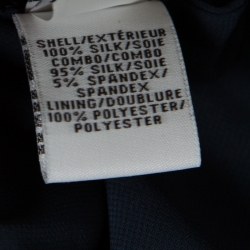 SHELL/EXTÉRIEUR
100% SILK/SOIE
COMBO/COMBO
95% SILK/SOIE
5% SPANDEX/
SPANDEX
LINING/DOUBLURE
100% POLYESTER/
POLYESTER